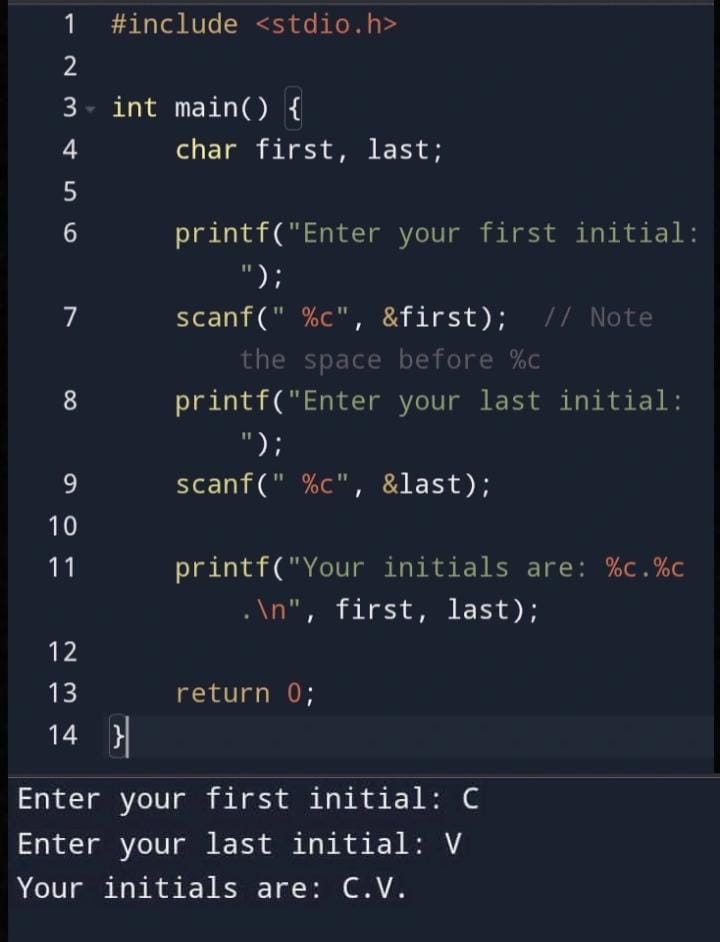 1 #include <stdio.h>
2
3 int main() {
4 char first, last;
5
6 printf("Enter your first initial:
");
7 scanf(" %c", &first);  // Note
the space before %c
8 printf("Enter your last initial:
");
9 scanf(" %c", &last);
10
11 printf("Your initials are: %c.%c
.\n", first, last);
12
13 return 0;
14 }
Enter your first initial: C
Enter your last initial: V
Your initials are: C.V.